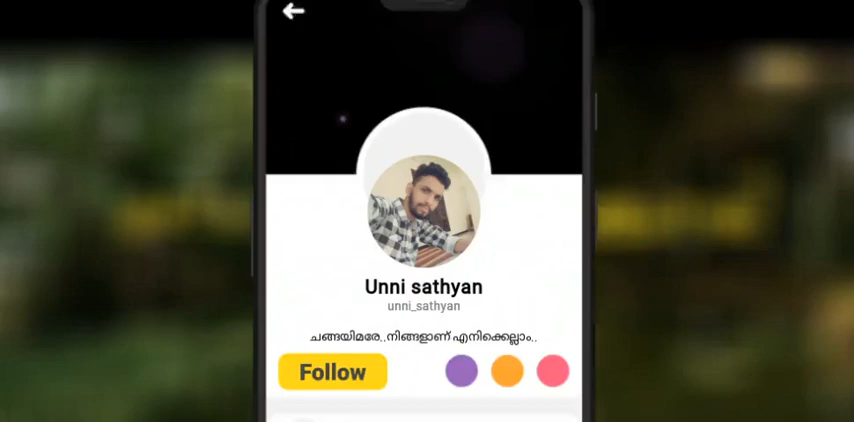 Unni sathyan
unni_sathyan
ചങ്ങയിമരേ..നിങ്ങളാണ് എനിക്കെല്ലാം..
Follow